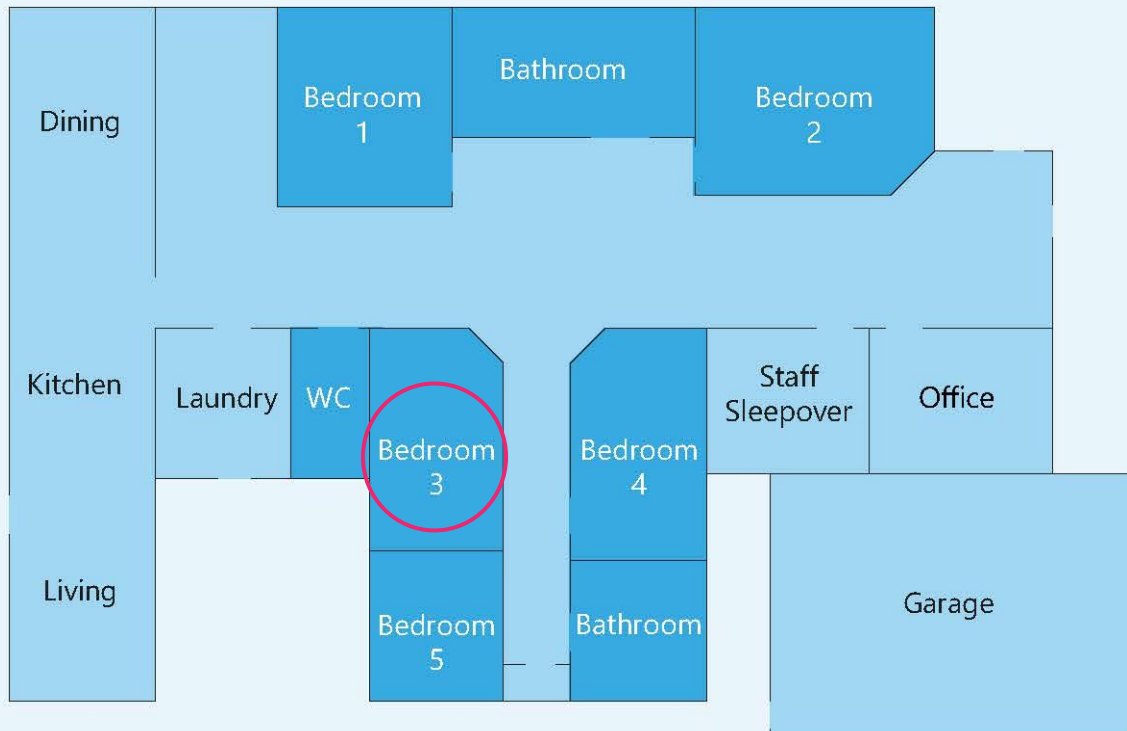 Dining
Bedroom
1
Bathroom
Bedroom
2
Kitchen
Laundry
WC
Bedroom
3
Bedroom
4
Staff
Sleepover
Office
Living
Bedroom
5
Bathroom
Garage